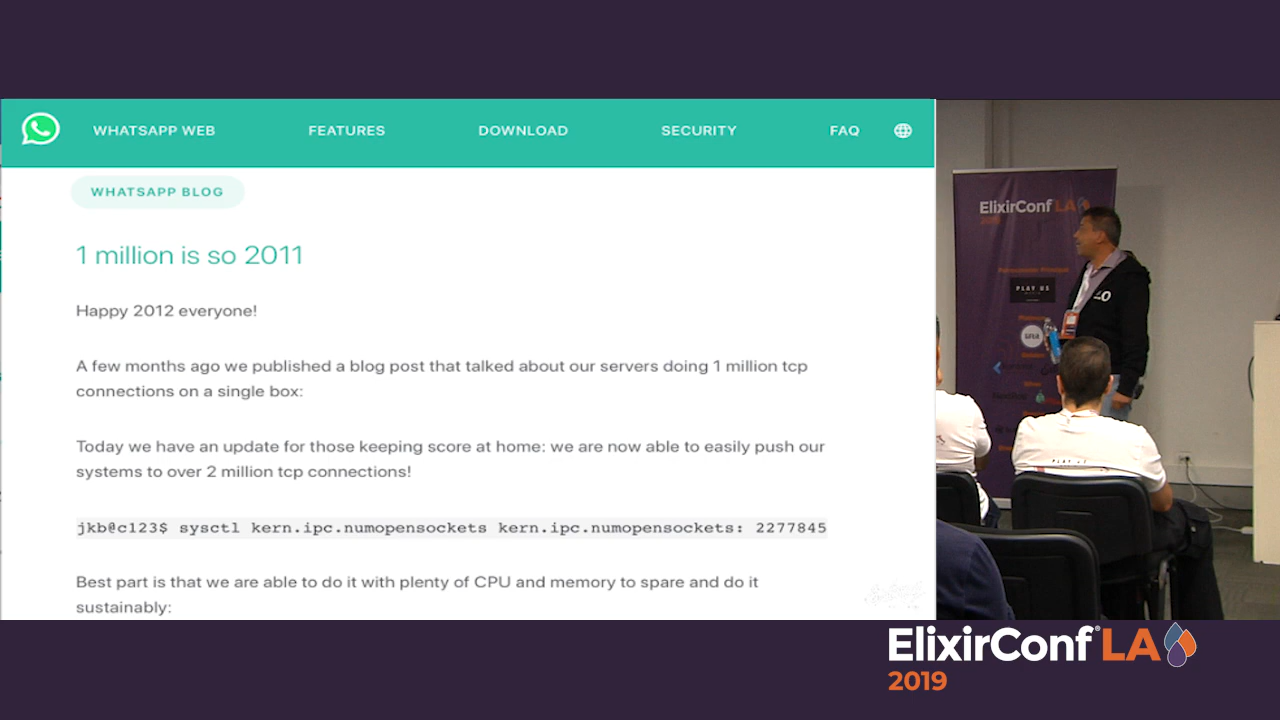 WHATSAPP WEB
FEATURES
DOWNLOAD
SECURITY
FAQ
WHATSAPP BLOG
1 million is so 2011
Happy 2012 everyone!
A few months ago we published a blog post that talked about our servers doing 1 million tcp
connections on a single box:
Today we have an update for those keeping score at home: we are now able to easily push our
systems to over 2 million tcp connections!
jkb@c123$ sysctl kern.ipc.numopensockets kern.ipc.numopensockets: 2277845
Best part is that we are able to do it with plenty of CPU and memory to spare and do it
sustainably:
ElixirConf LA
PLAY US
ElixirConf® LA
2019